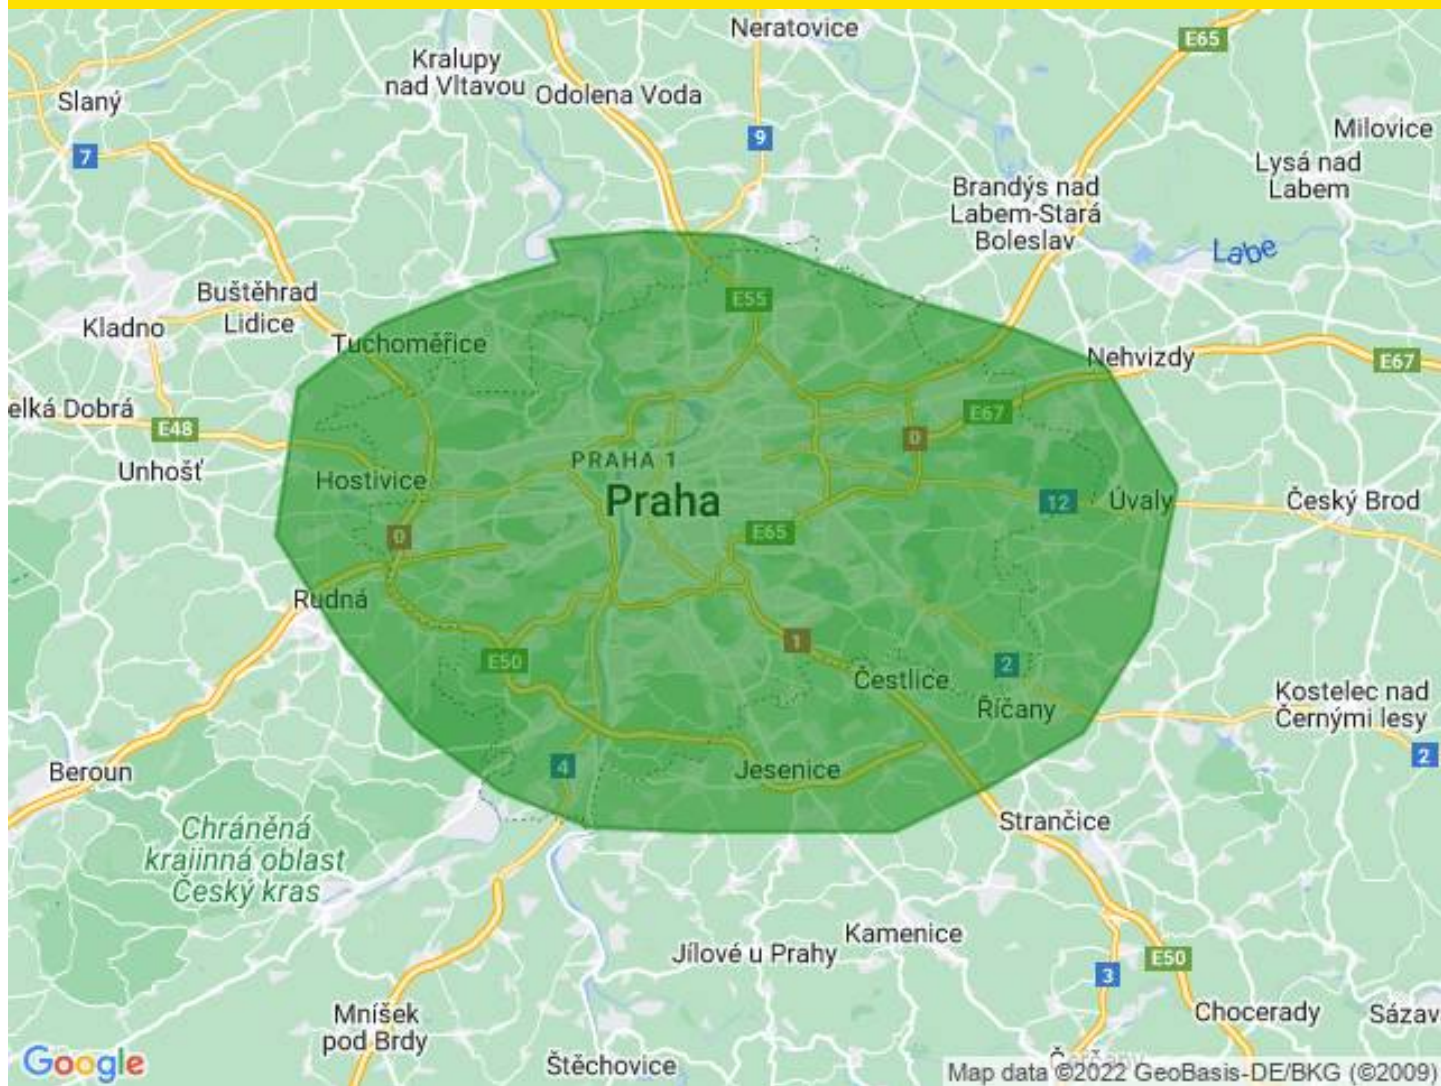 Neratovice
E65
Kralupy
nad Vltavou
Odolena Voda
Slaný
9
Milovice
7
Lysá nad
Labem
Brandýs nad
Labem-Stará
Boleslav
Labe
Buštěhrad
Lidice
E55
Kladno
Tuchoměřice
Nehvizdy
E67
elká Dobrá
E48
E67
0
Unhošť
PRAHA 1
Hostivice
Praha
12
Úvaly
Český Brod
0
E65
Rudná
1
E50
2
Čestlice
Říčany
Kostelec nad
Černými lesy
2
Beroun
4
Jesenice
Chráněná
krajinná oblast
Český kras
Strančice
Kamenice
Jílové u Prahy
E50
3
Mníšek
pod Brdy
Chocerady
Sázav
Google
Štěchovice
Čerčany
Map data ©2022 GeoBasis-DE/BKG (©2009)